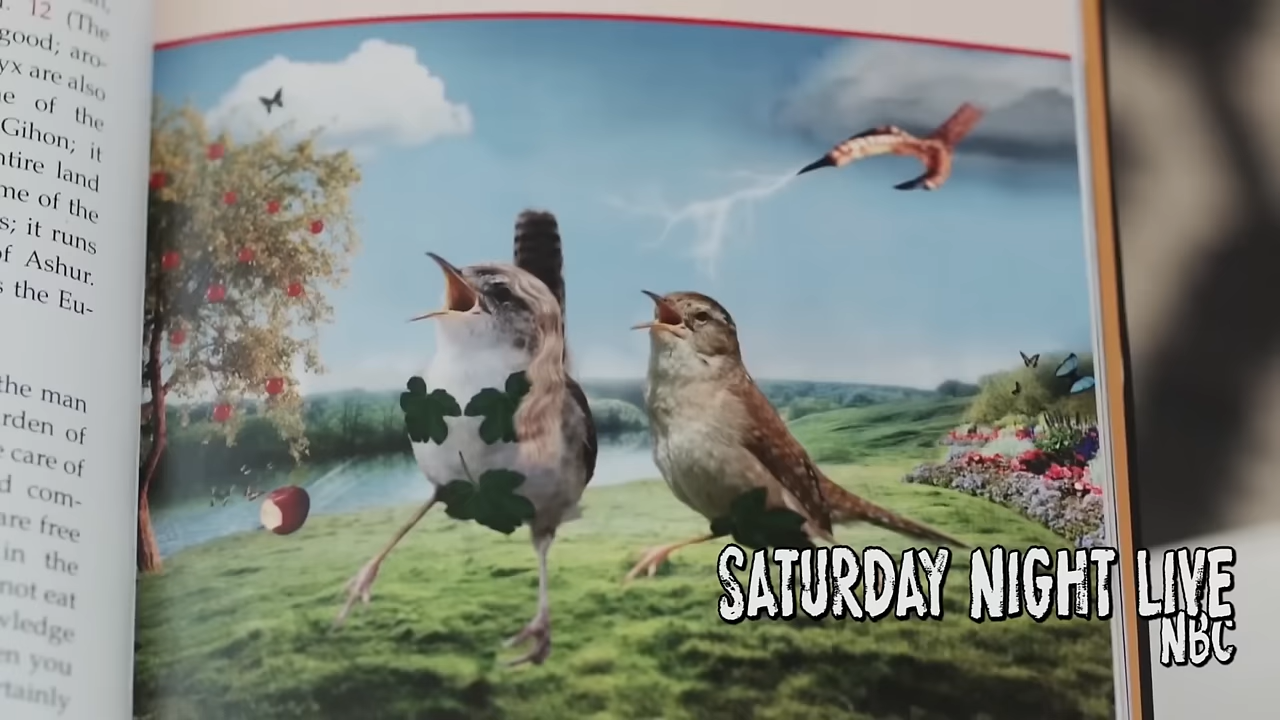 12 (The
good; aro-
yx are also
of the
Gihon; it
ntire land
me of the
s; it runs
of Ashur.
s the Eu-
the man
rden of
care of
d com-
are free
in the
not eat
wledge
en you
rtainly
SATURDAY NIGHT LIVE
NBC